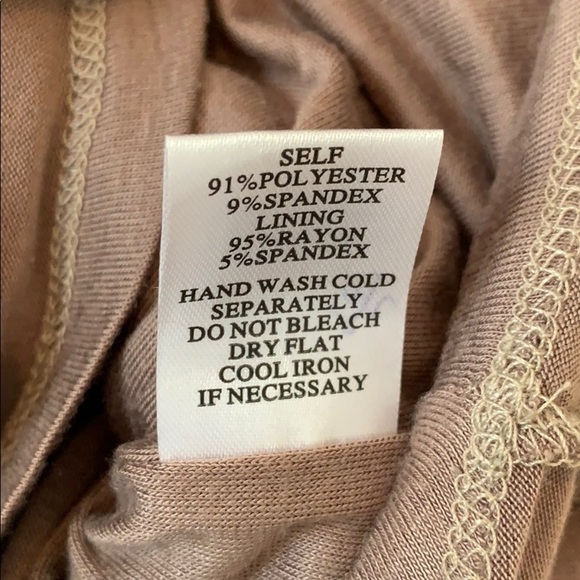 SELF
91%POLYESTER
9%SPANDEX
LINING
95%RAYON
5%SPANDEX
HAND WASH COLD
SEPARATELY
DO NOT BLEACH
DRY FLAT
COOL IRON
IF NECESSARY